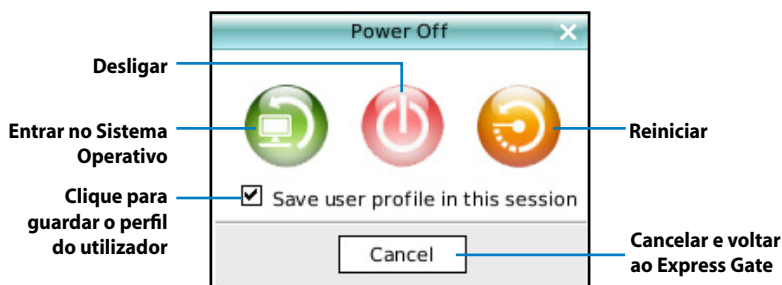 Power Off
Desligar
Entrar no Sistema
Operativo
Reiniciar
Clique para
guardar o perfil
do utilizador
Save user profile in this session
Cancel
Cancelar e voltar
ao Express Gate